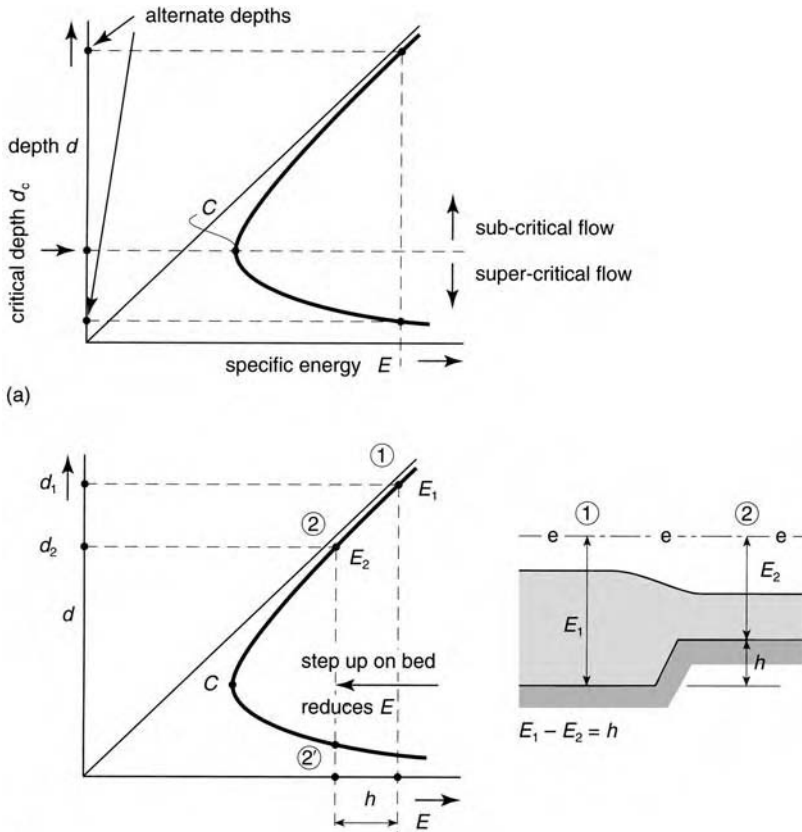 alternate depths
depth d
critical depth dc
C
sub-critical flow
super-critical flow
specific energy E
(a)
d1
d2
d
①
②
E1
E2
C
step up on bed
reduces E
②'
h
E
①
②
e e e
E2
E1
h
E1 – E2 = h